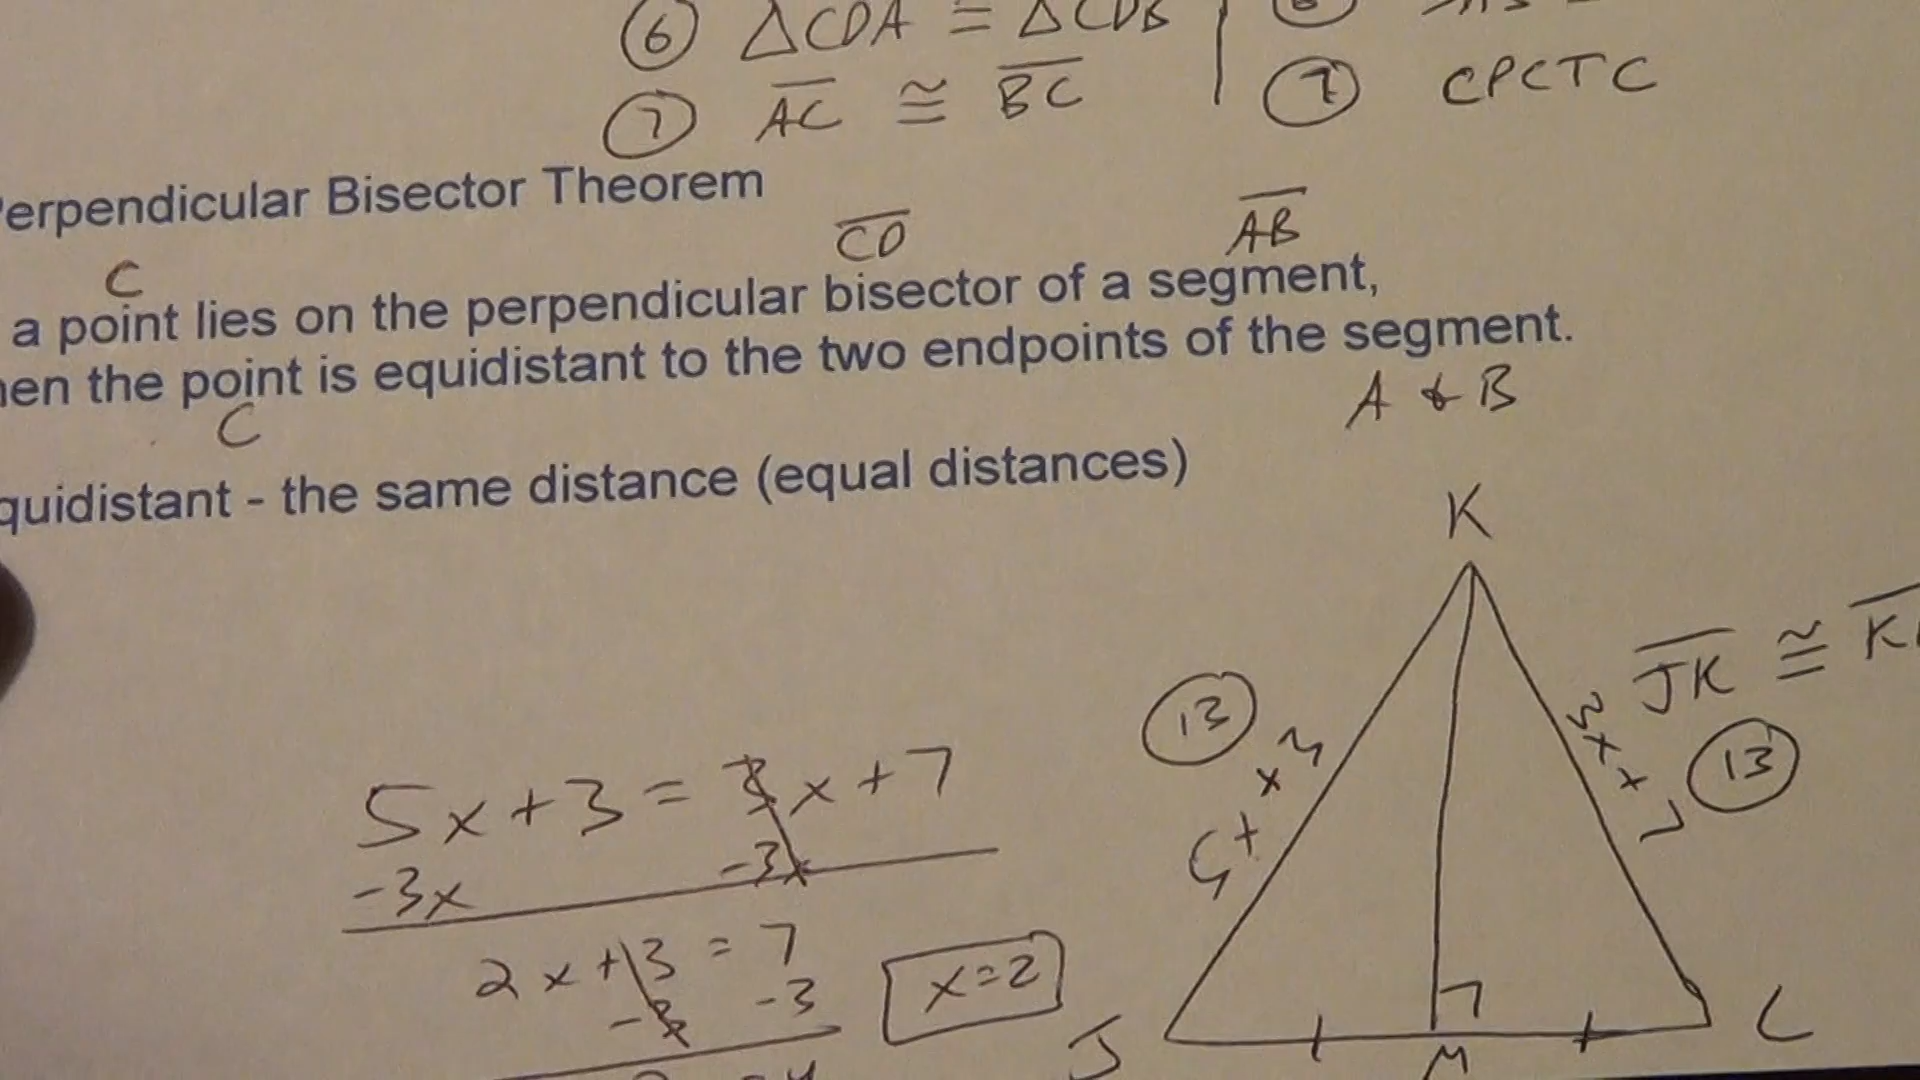 ⑥ △CDA ≅ △CDB
⑦ AC ≅ BC | ⑦ CPCTC
Perpendicular Bisector Theorem
C CD AB
a point lies on the perpendicular bisector of a segment,
then the point is equidistant to the two endpoints of the segment.
C A & B
quidistant - the same distance (equal distances)
K
JK ≅ K
13 5x+3 3x+7 13
5x+3 = 3x+7
-3x -3x
2x+3 = 7
-3 -3
x=2
J M L